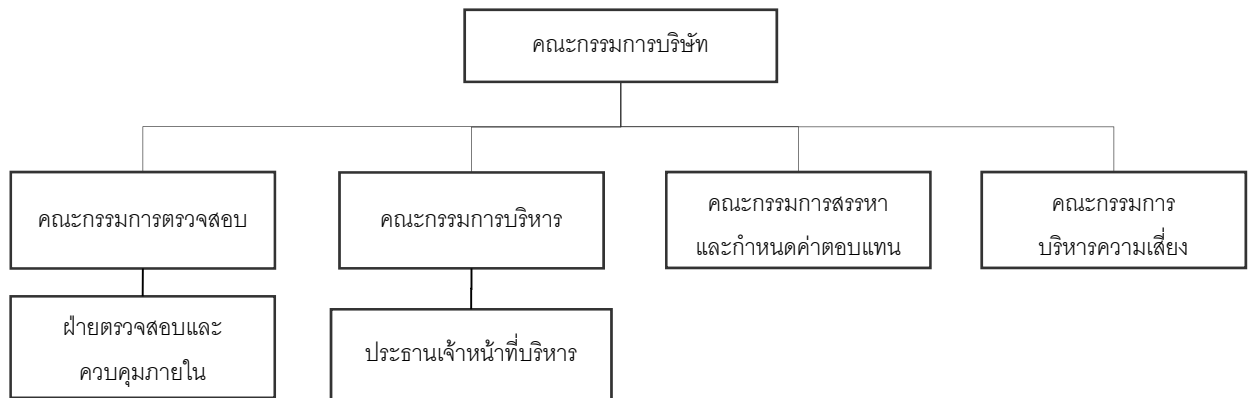 คณะกรรมการบริษัท
คณะกรรมการตรวจสอบ
คณะกรรมการบริหาร
คณะกรรมการสรรหา
และกำหนดค่าตอบแทน
คณะกรรมการ
บริหารความเสี่ยง
ฝ่ายตรวจสอบและ
ควบคุมภายใน
ประธานเจ้าหน้าที่บริหาร